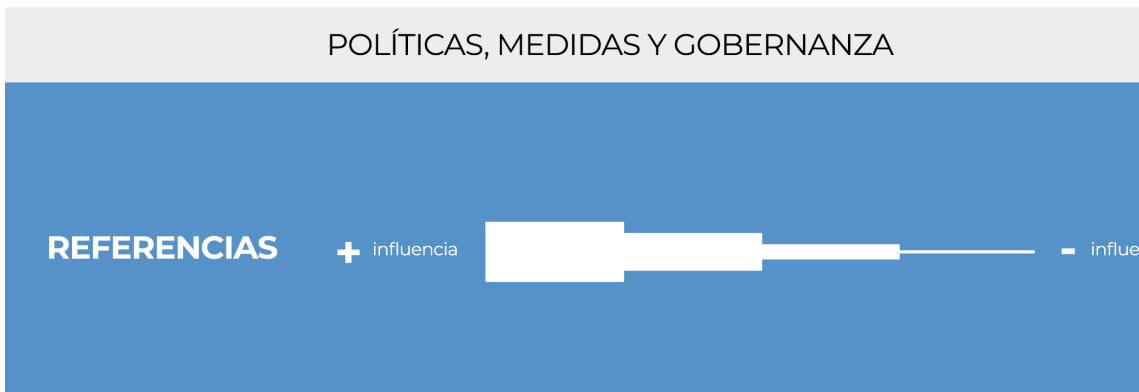 POLÍTICAS, MEDIDAS Y GOBERNANZA
REFERENCIAS + influencia - influe